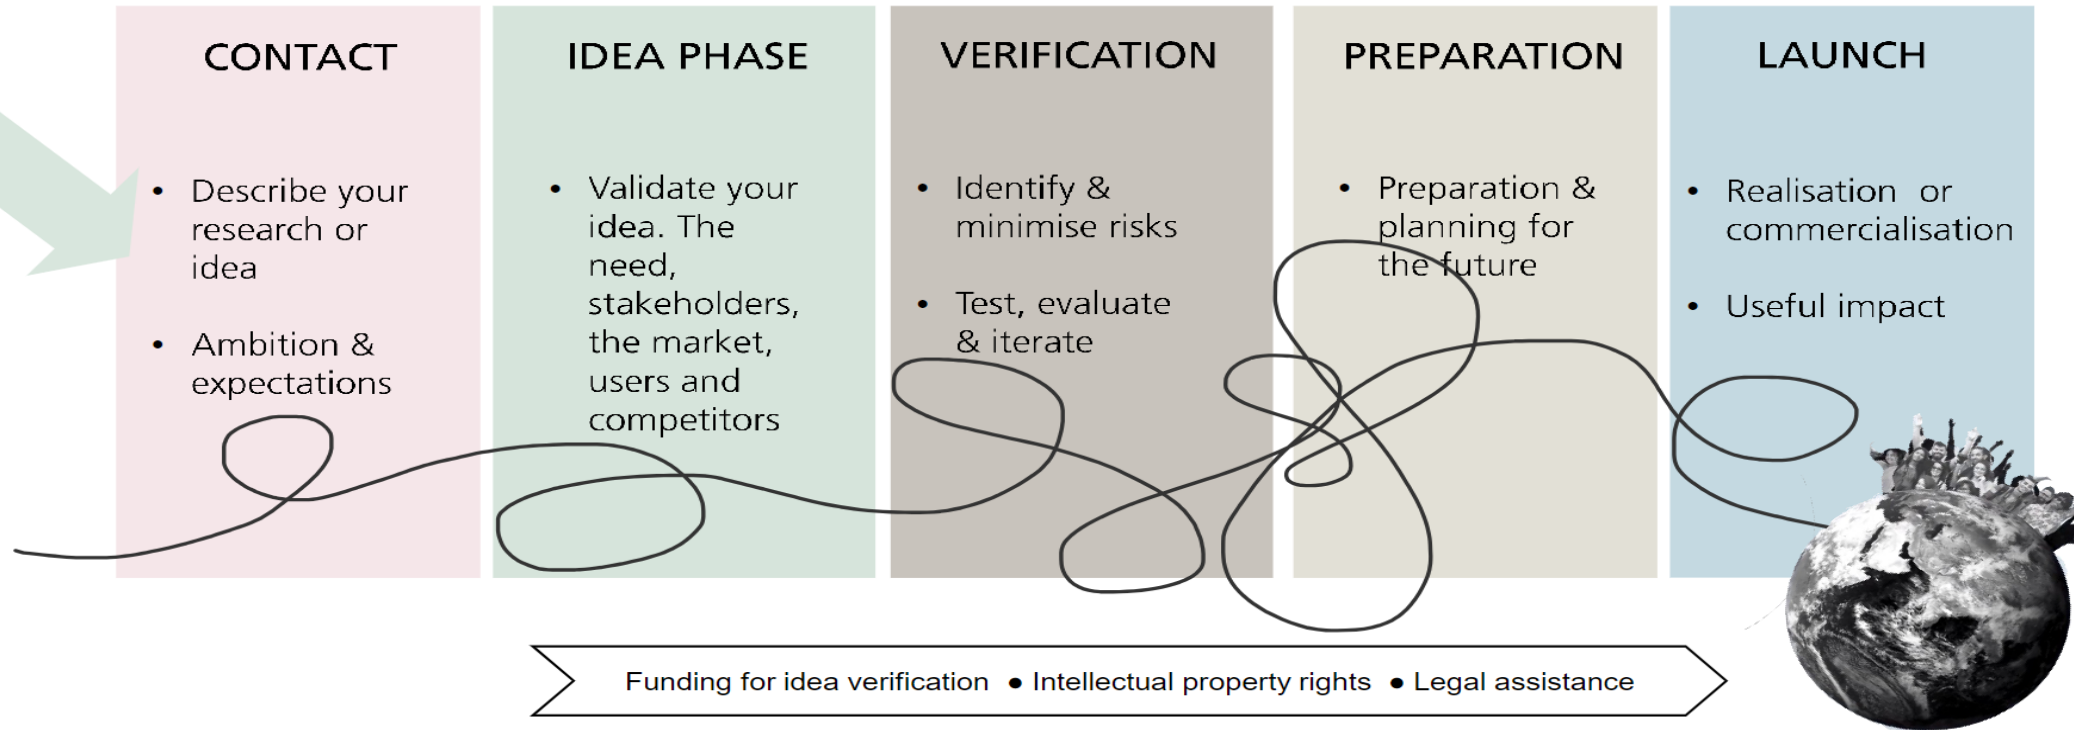 CONTACT
• Describe your
research or
idea
• Ambition &
expectations
IDEA PHASE
• Validate your
idea. The
need,
stakeholders,
the market,
users and
competitors
VERIFICATION
• Identify &
minimise risks
• Test, evaluate
& iterate
PREPARATION
• Preparation &
planning for
the future
LAUNCH
• Realisation or
commercialisation
• Useful impact
Funding for idea verification ● Intellectual property rights ● Legal assistance